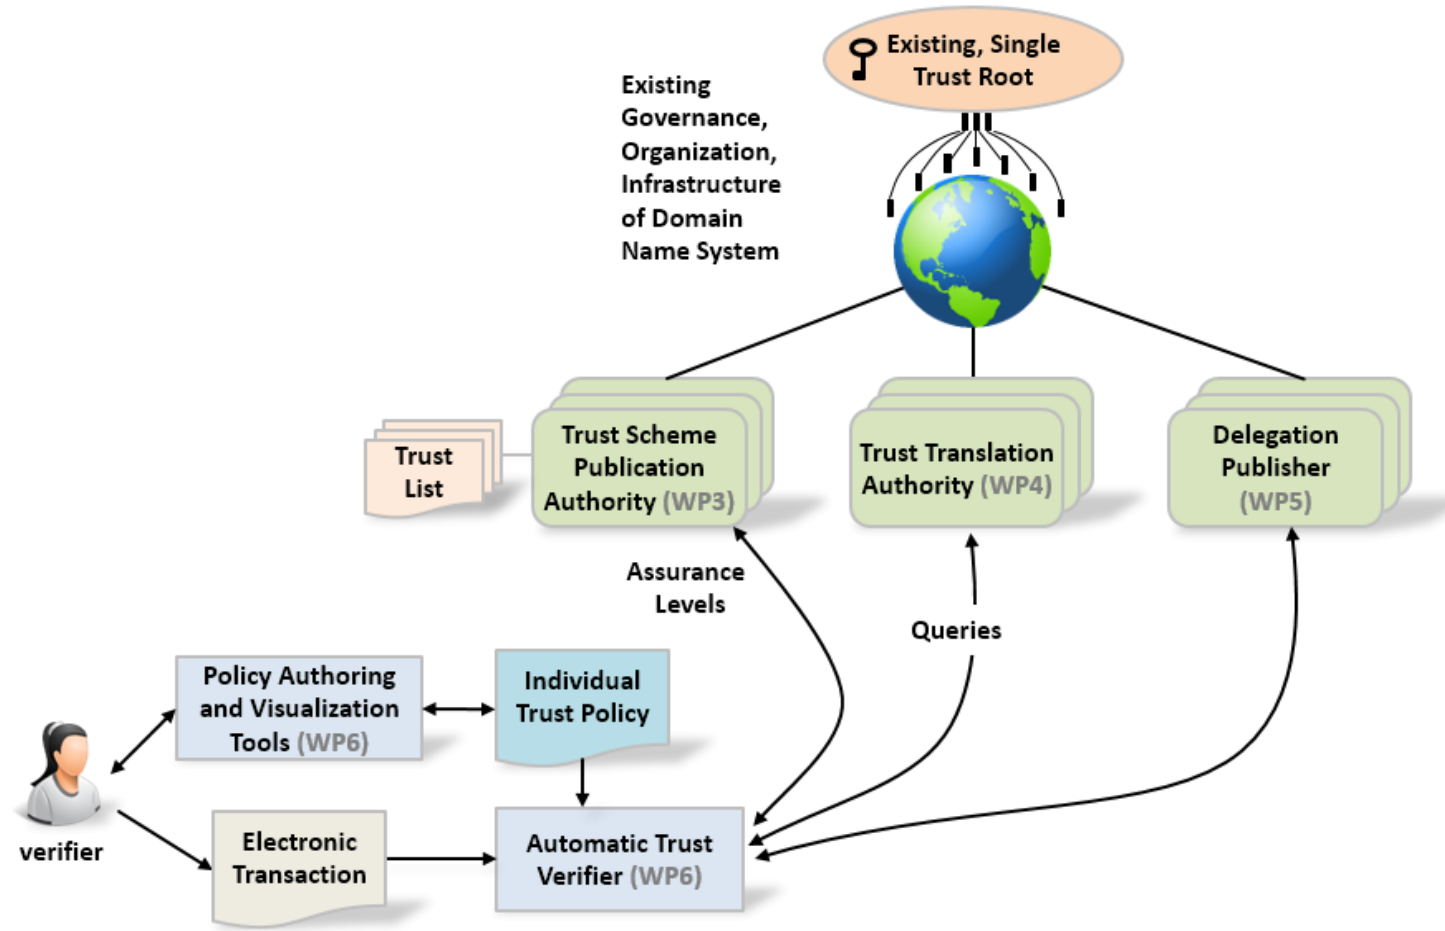 Existing, Single
Trust Root
Existing
Governance,
Organization,
Infrastructure
of Domain
Name System
Trust
List
Trust Scheme
Publication
Authority (WP3)
Trust Translation
Authority (WP4)
Delegation
Publisher
(WP5)
Assurance
Levels
Queries
Policy Authoring
and Visualization
Tools (WP6)
Individual
Trust Policy
verifier
Electronic
Transaction
Automatic Trust
Verifier (WP6)